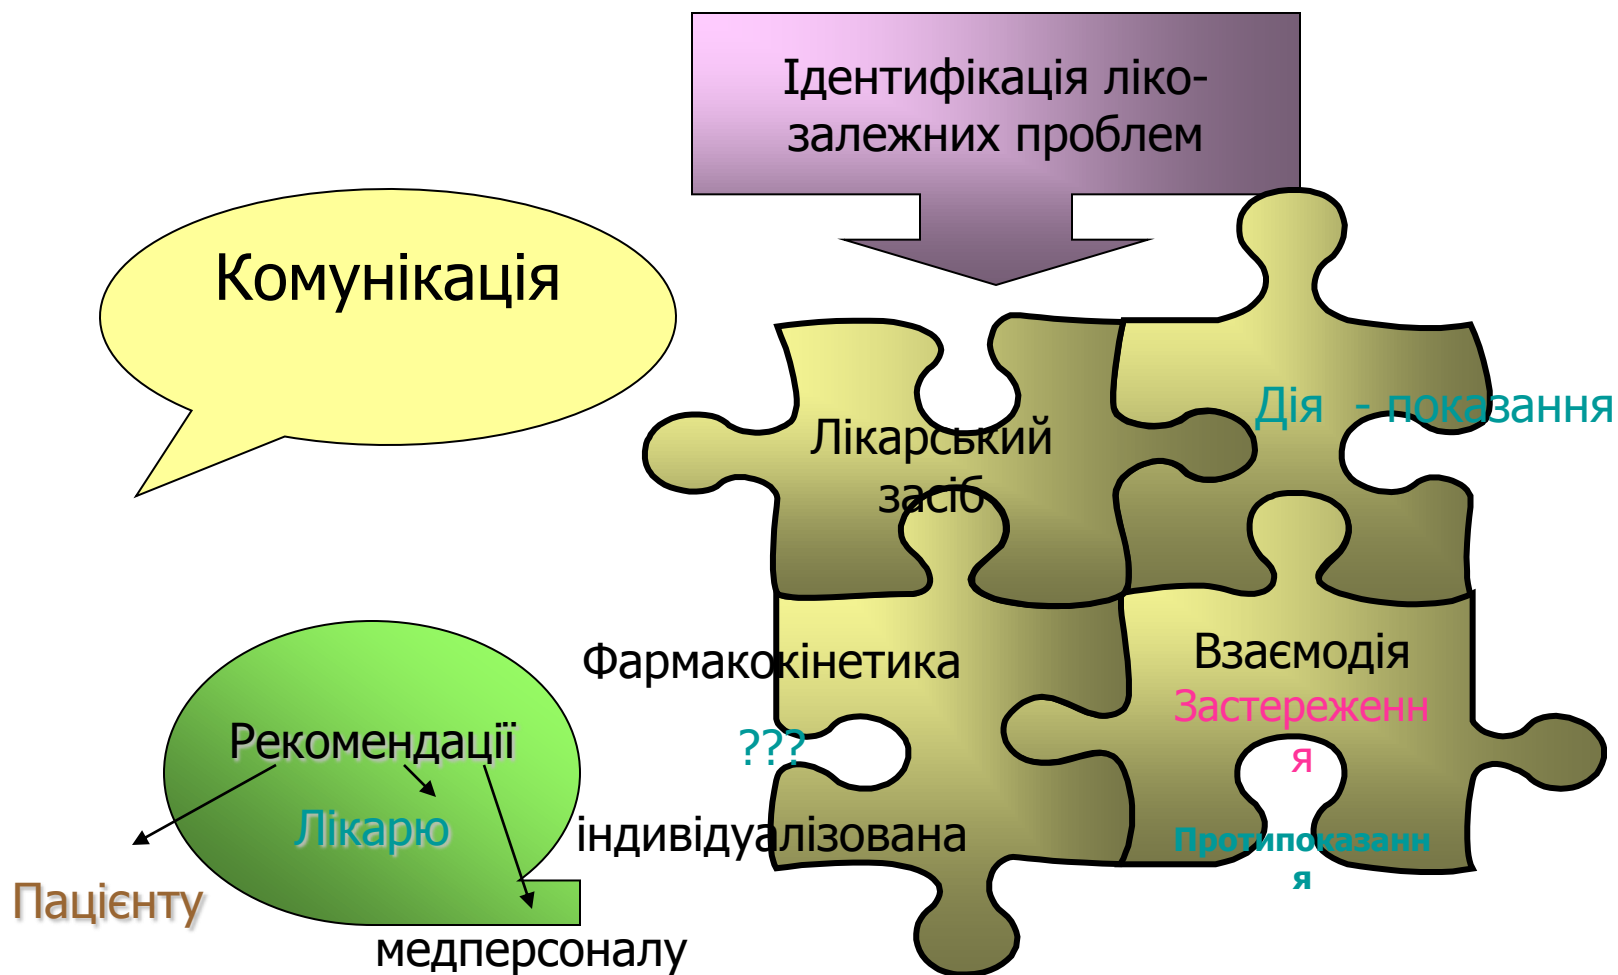 Ідентифікація ліко-
залежних проблем
Комунікація
Лікарський
засіб
Дія - показання
Фармакокінетика
???
індивідуалізована
Взаємодія
Застереженн
я
Протипоказанн
я
Рекомендації
Лікарю
Пацієнту
медперсоналу